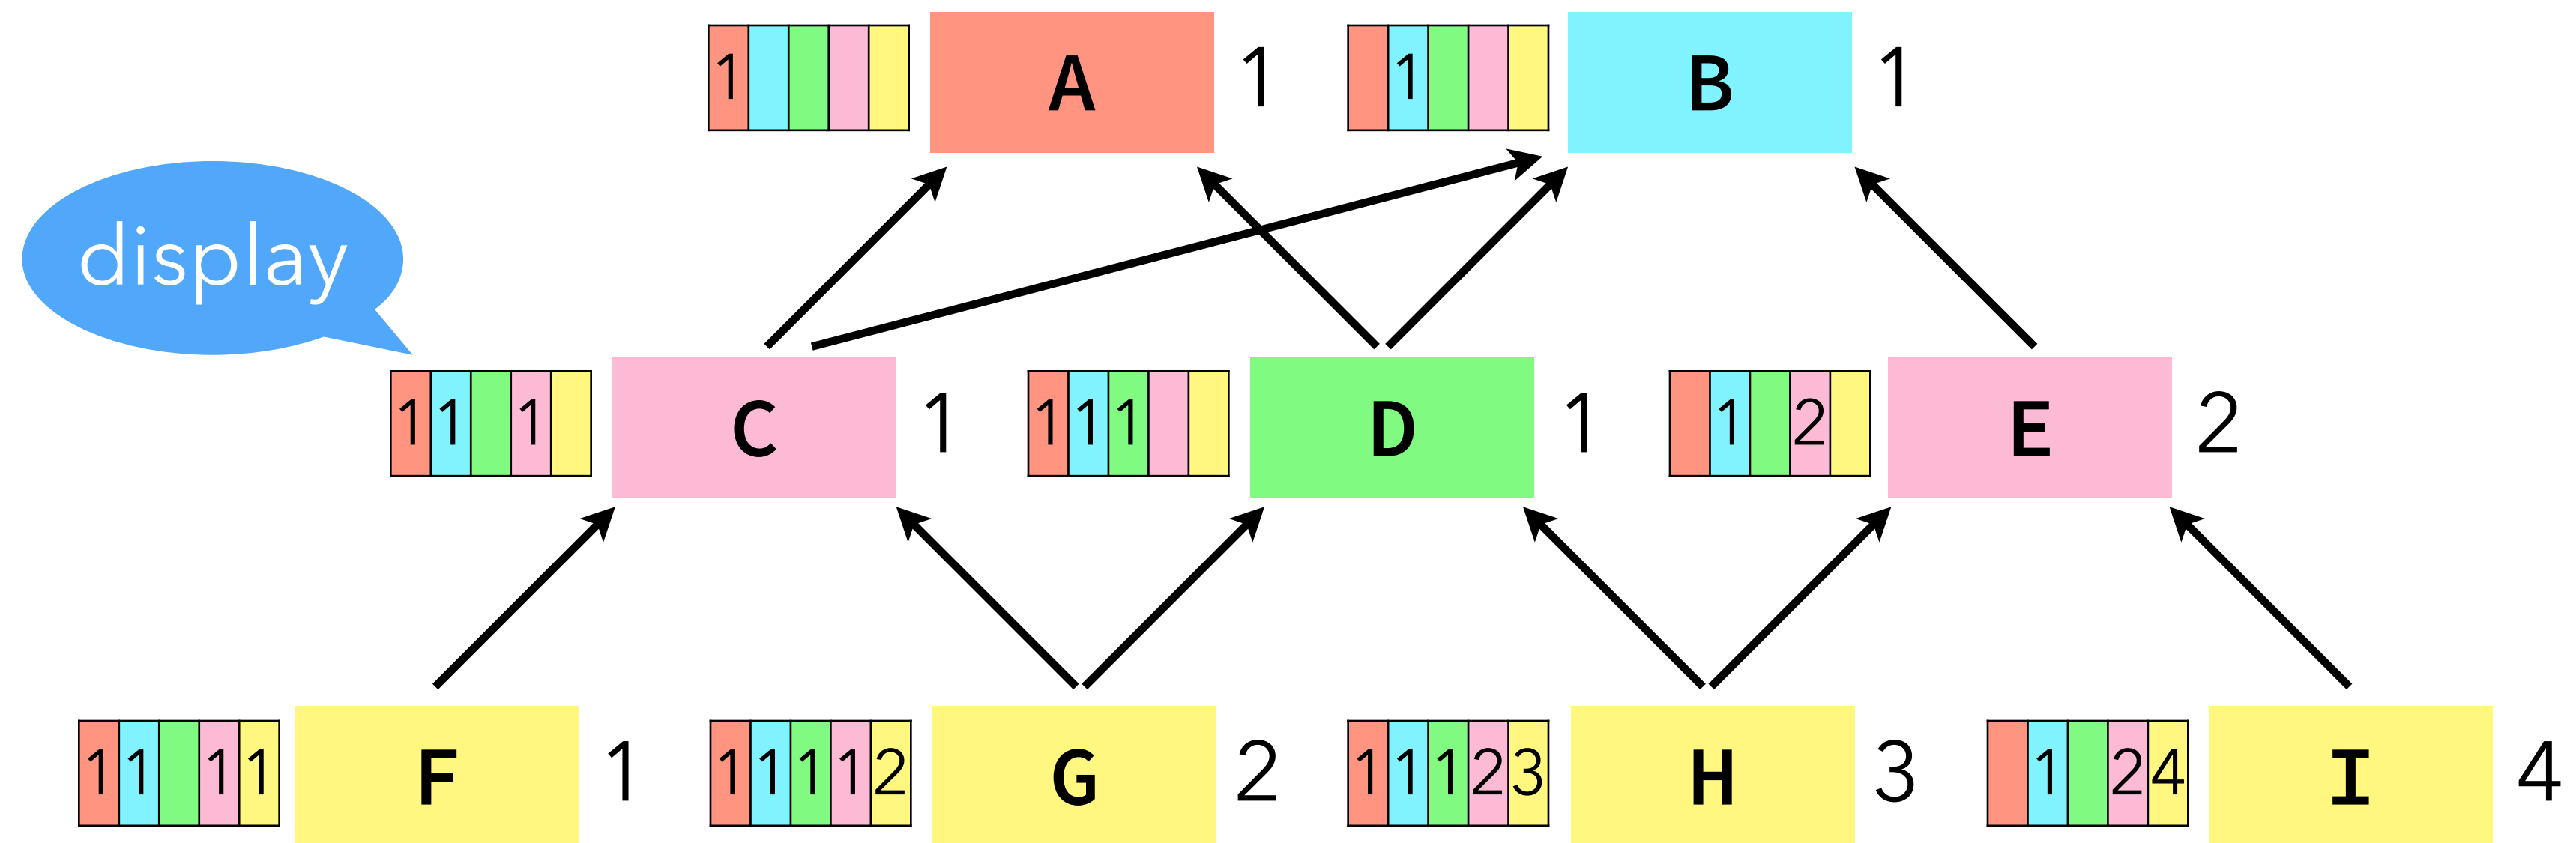 1 A 1
1 B 1
display
1 1 1 C 1
1 1 1 D 1
1 2 E 2
1 1 1 1 F 1
1 1 1 1 2 G 2
1 1 1 2 3 H 3
1 2 4 I 4